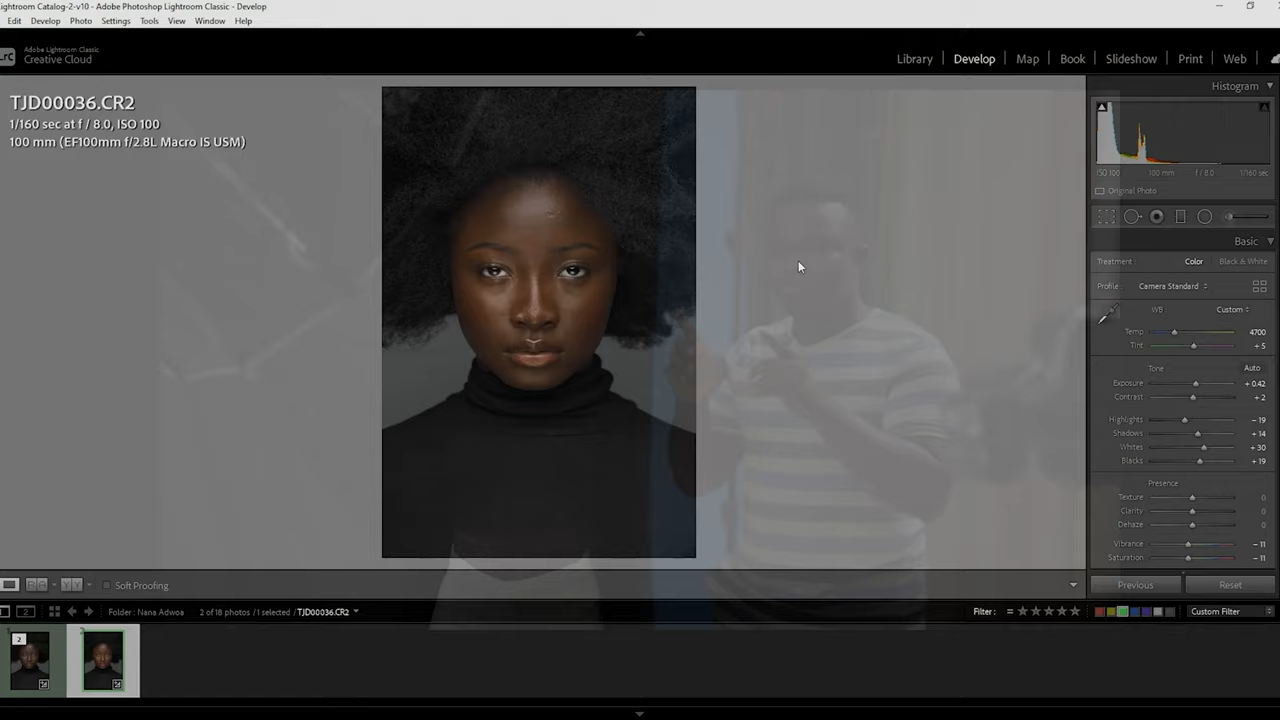 Lightroom Catalog-2-v10 - Adobe Photoshop Lightroom Classic - Develop
Edit Develop Photo Settings Tools View Window Help
LrC
Adobe Lightroom Classic
Creative Cloud
Library | Develop | Map | Book | Slideshow | Print | Web
TJD00036.CR2
1/160 sec at f / 8.0, ISO 100
100 mm (EF100mm f/2.8L Macro IS USM)
Histogram
ISO 100 100 mm f / 8.0 1/160 sec
Original Photo
Basic
Treatment: Color Black & White
Profile: Camera Standard
WB Custom
Temp 4700
Tint + 5
Tone Auto
Exposure + 0.42
Contrast + 2
Highlights − 19
Shadows + 14
Whites + 30
Blacks + 19
Presence
Texture 0
Clarity 0
Dehaze 0
Vibrance − 11
Saturation − 11
RA YY Soft Proofing
Previous Reset
2 Folder : Nana Adwoa 2 of 18 photos / 1 selected / TJD00036.CR2 Filter : Custom Filter
2